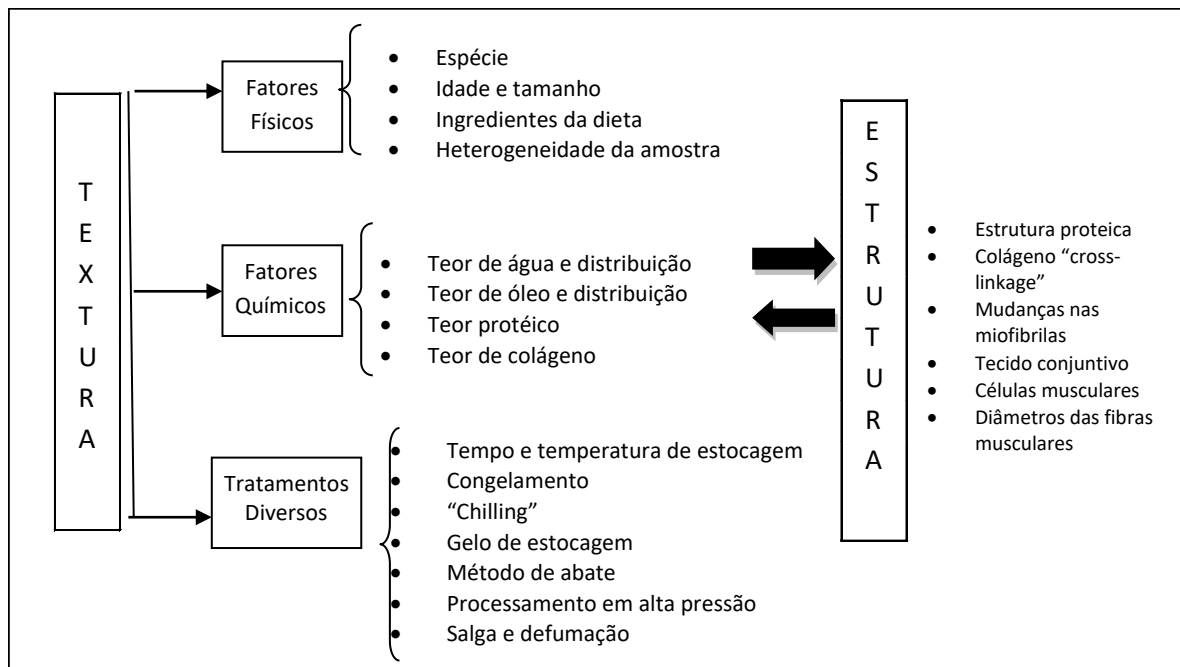 TEXTURA
Fatores
Físicos
• Espécie
• Idade e tamanho
• Ingredientes da dieta
• Heterogeneidade da amostra
Fatores
Químicos
• Teor de água e distribuição
• Teor de óleo e distribuição
• Teor protéico
• Teor de colágeno
Tratamentos
Diversos
• Tempo e temperatura de estocagem
• Congelamento
• “Chilling”
• Gelo de estocagem
• Método de abate
• Processamento em alta pressão
• Salga e defumação
ESTRUTURA
• Estrutura proteica
• Colágeno “cross-
linkage”
• Mudanças nas
miofibrilas
• Tecido conjuntivo
• Células musculares
• Diâmetros das fibras
musculares